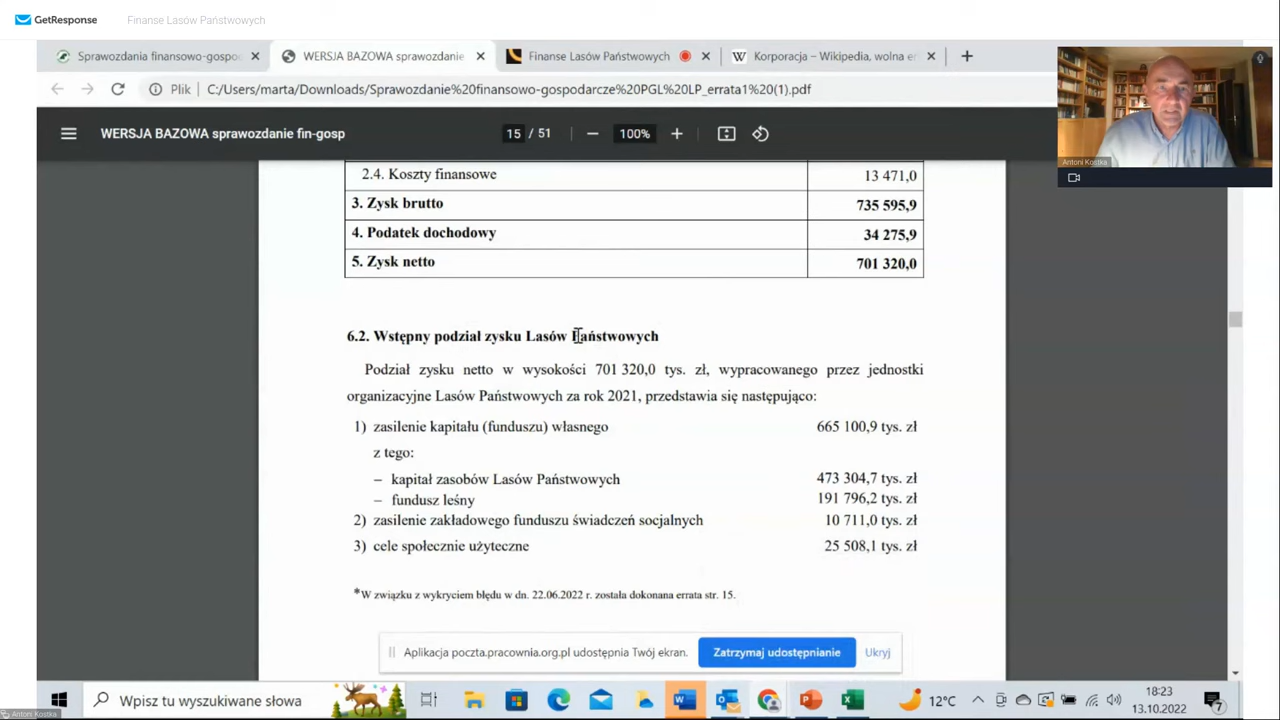 GetResponse Finanse Lasów Państwowych
Sprawozdania finansowo-gospoc
WERSJA BAZOWA sprawozdanie
Finanse Lasów Państwowych
Korporacja – Wikipedia, wolna en
Plik C:/Users/marta/Downloads/Sprawozdanie%20finansowo-gospodarcze%20PGL%20LP_errata1%20(1).pdf
WERSJA BAZOWA sprawozdanie fin-gosp 15 / 51 100%
Antoni Kostka
2.4. Koszty finansowe 13 471,0
3. Zysk brutto 735 595,9
4. Podatek dochodowy 34 275,9
5. Zysk netto 701 320,0
6.2. Wstępny podział zysku Lasów Państwowych
Podział zysku netto w wysokości 701 320,0 tys. zł, wypracowanego przez jednostki
organizacyjne Lasów Państwowych za rok 2021, przedstawia się następująco:
1) zasilenie kapitału (funduszu) własnego 665 100,9 tys. zł
z tego:
– kapitał zasobów Lasów Państwowych 473 304,7 tys. zł
– fundusz leśny 191 796,2 tys. zł
2) zasilenie zakładowego funduszu świadczeń socjalnych 10 711,0 tys. zł
3) cele społecznie użyteczne 25 508,1 tys. zł
*W związku z wykryciem błędu w dn. 22.06.2022 r. została dokonana errata str. 15.
Aplikacja poczta.pracownia.org.pl udostępnia Twój ekran. Zatrzymaj udostępnianie Ukryj
Wpisz tu wyszukiwane słowa
12°C
18:23
13.10.2022
7
Antoni Kostka